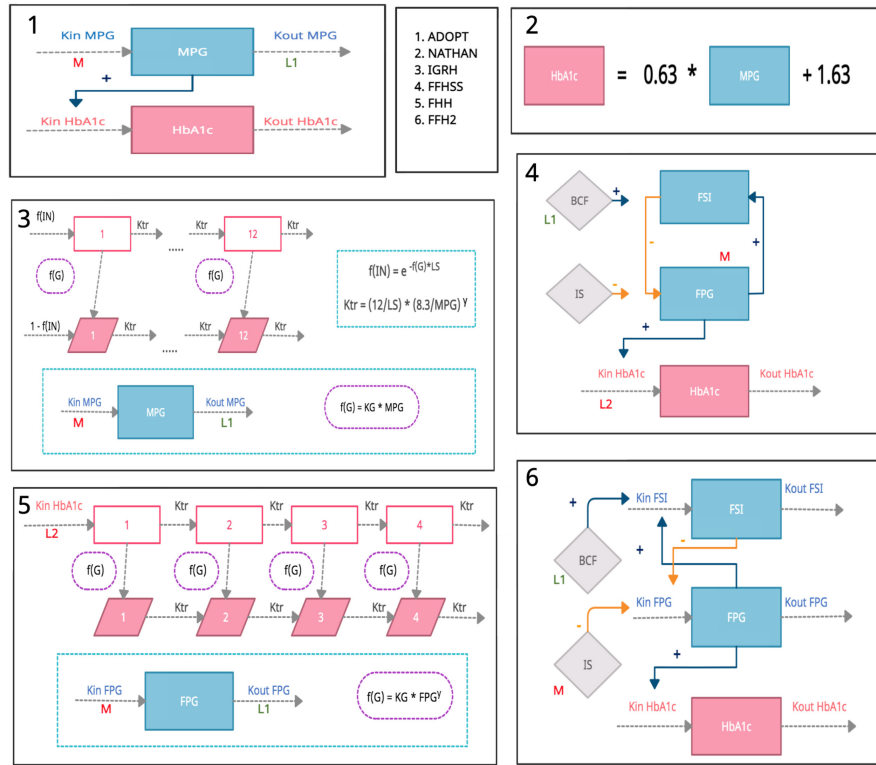 1
Kin MPG
MPG
Kout MPG
M
L1
+
Kin HbA1c
HbA1c
Kout HbA1c
1. ADOPT
2. NATHAN
3. IGRH
4. FFHSS
5. FHH
6. FFH2
2
HbA1c = 0.63 * MPG + 1.63
3
f(IN)
1
Ktr
.....
Ktr
12
Ktr
f(G)
f(G)
1 - f(IN)
1
Ktr
.....
Ktr
12
Ktr
f(IN) = e -f(G)*LS
Ktr = (12/LS) * (8.3/MPG) y
Kin MPG
M
MPG
Kout MPG
L1
f(G) = KG * MPG
4
BCF
+
L1
FSI
-
+
M
IS
-
FPG
+
Kin HbA1c
L2
HbA1c
Kout HbA1c
5
Kin HbA1c
L2
1
Ktr
2
Ktr
3
Ktr
4
Ktr
f(G)
f(G)
f(G)
f(G)
1
Ktr
2
Ktr
3
Ktr
4
Ktr
Kin FPG
M
FPG
Kout FPG
L1
f(G) = KG * FPGy
6
+
Kin FSI
FSI
Kout FSI
BCF
L1
+
-
Kin FPG
FPG
Kout FPG
-
IS
M
+
Kin HbA1c
HbA1c
Kout HbA1c